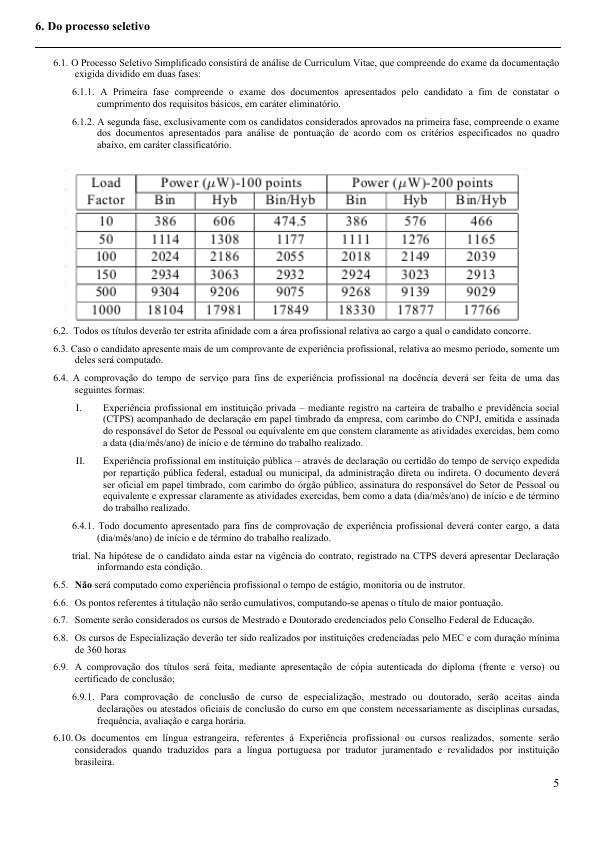 6. Do processo seletivo
6.1. O Processo Seletivo Simplificado consistirá de análise de Curriculum Vitae, que compreende do exame da documentação
exigida dividido em duas fases:
6.1.1. A Primeira fase compreende o exame dos documentos apresentados pelo candidato a fim de constatar o
cumprimento dos requisitos básicos, em caráter eliminatório.
6.1.2. A segunda fase, exclusivamente com os candidatos considerados aprovados na primeira fase, compreende o exame
dos documentos apresentados para análise de pontuação de acordo com os critérios especificados no quadro
abaixo, em caráter classificatório.
Load Power (μW)-100 points Power (μW)-200 points
Factor Bin Hyb Bin/Hyb Bin Hyb Bin/Hyb
10 386 606 474.5 386 576 466
50 1114 1308 1177 1111 1276 1165
100 2024 2186 2055 2018 2149 2039
150 2934 3063 2932 2924 3023 2913
500 9304 9206 9075 9268 9139 9029
1000 18104 17981 17849 18330 17877 17766
6.2. Todos os títulos deverão ter estrita afinidade com a área profissional relativa ao cargo a qual o candidato concorre.
6.3. Caso o candidato apresente mais de um comprovante de experiência profissional, relativa ao mesmo período, somente um
deles será computado.
6.4. A comprovação do tempo de serviço para fins de experiência profissional na docência deverá ser feita de uma das
seguintes formas:
I. Experiência profissional em instituição privada – mediante registro na carteira de trabalho e previdência social
(CTPS) acompanhado de declaração em papel timbrado da empresa, com carimbo do CNPJ, emitida e assinada
do responsável do Setor de Pessoal ou equivalente em que constem claramente as atividades exercidas, bem como
a data (dia/mês/ano) de início e de término do trabalho realizado.
II. Experiência profissional em instituição pública – através de declaração ou certidão do tempo de serviço expedida
por repartição pública federal, estadual ou municipal, da administração direta ou indireta. O documento deverá
ser oficial em papel timbrado, com carimbo do órgão público, assinatura do responsável do Setor de Pessoal ou
equivalente e expressar claramente as atividades exercidas, bem como a data (dia/mês/ano) de início e de término
do trabalho realizado.
6.4.1. Todo documento apresentado para fins de comprovação de experiência profissional deverá conter cargo, a data
(dia/mês/ano) de início e de término do trabalho realizado.
trial. Na hipótese de o candidato ainda estar na vigência do contrato, registrado na CTPS deverá apresentar Declaração
informando esta condição.
6.5. Não será computado como experiência profissional o tempo de estágio, monitoria ou de instrutor.
6.6. Os pontos referentes à titulação não serão cumulativos, computando-se apenas o título de maior pontuação.
6.7. Somente serão considerados os cursos de Mestrado e Doutorado credenciados pelo Conselho Federal de Educação.
6.8. Os cursos de Especialização deverão ter sido realizados por instituições credenciadas pelo MEC e com duração mínima
de 360 horas
6.9. A comprovação dos títulos será feita, mediante apresentação de cópia autenticada do diploma (frente e verso) ou
certificado de conclusão;
6.9.1. Para comprovação de conclusão de curso de especialização, mestrado ou doutorado, serão aceitas ainda
declarações ou atestados oficiais de conclusão do curso em que constem necessariamente as disciplinas cursadas,
frequência, avaliação e carga horária.
6.10. Os documentos em língua estrangeira, referentes à Experiência profissional ou cursos realizados, somente serão
considerados quando traduzidos para a língua portuguesa por tradutor juramentado e revalidados por instituição
brasileira.
5